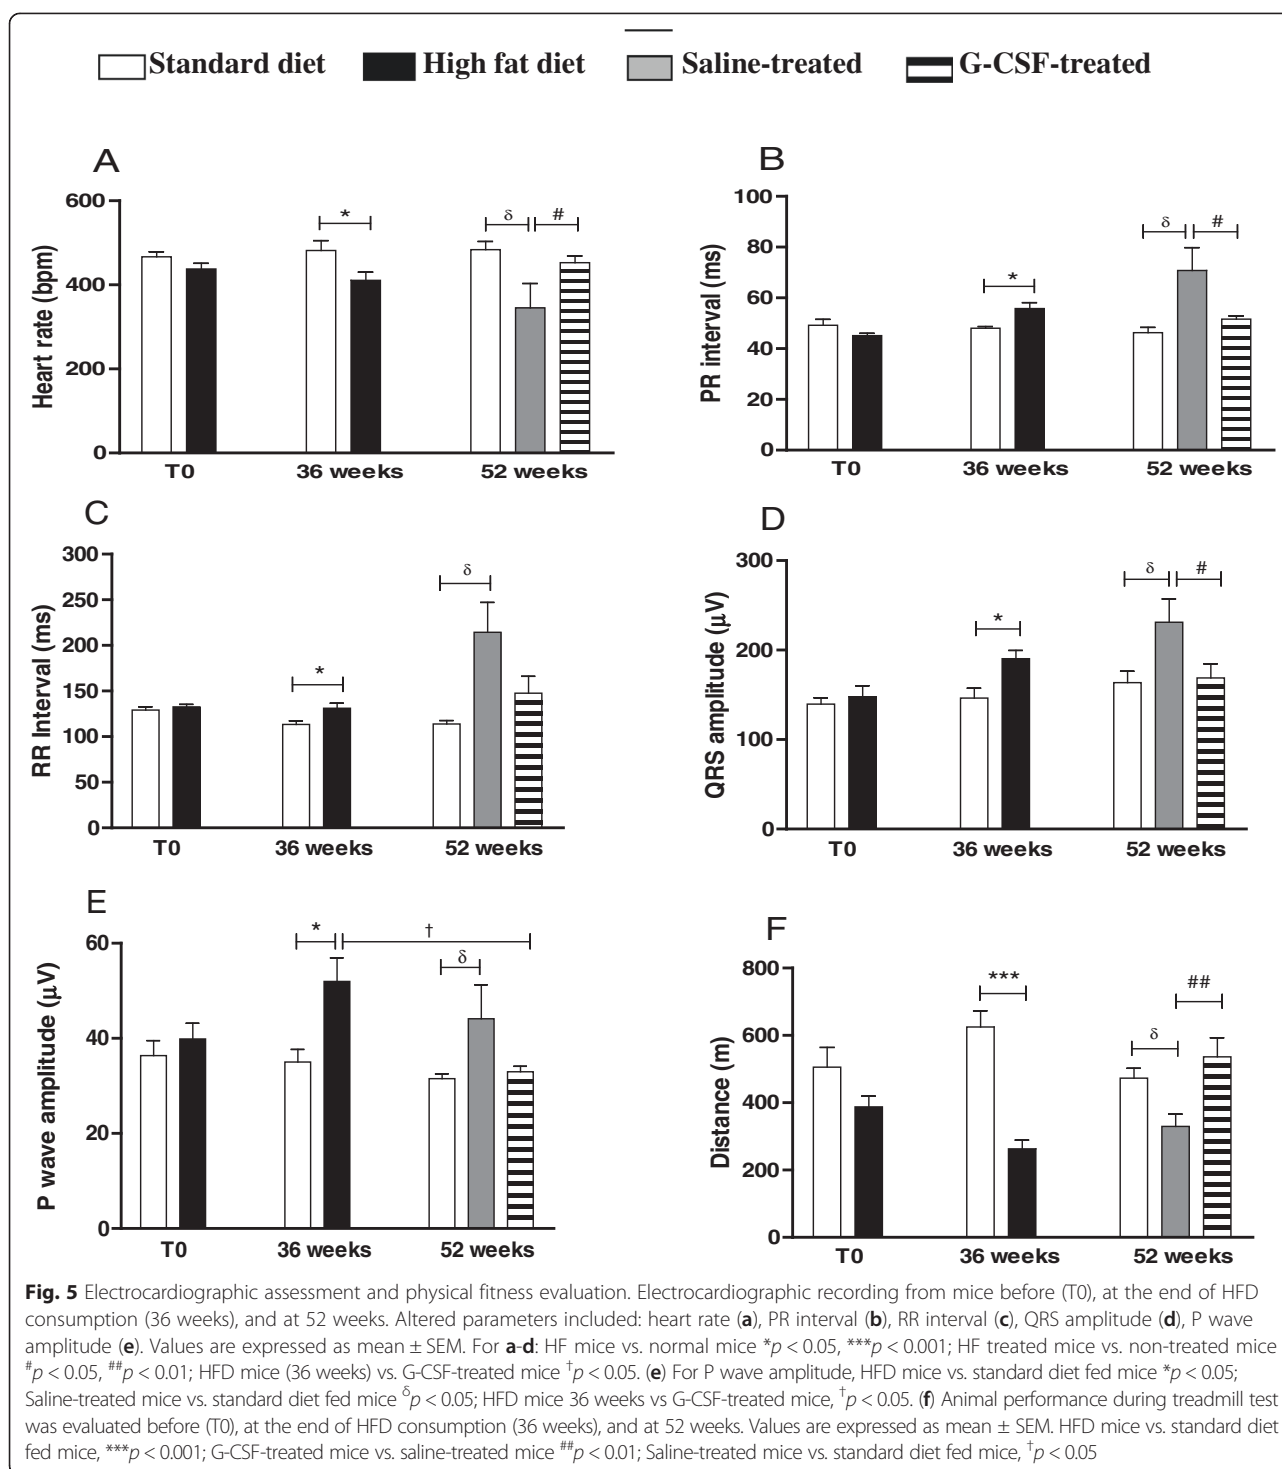 Standard diet High fat diet Saline-treated G-CSF-treated
A
600
400
200
0
Heart rate (bpm)
*
δ #
T0 36 weeks 52 weeks
B
100
80
60
40
20
0
PR interval (ms)
*
δ #
T0 36 weeks 52 weeks
C
300
250
200
150
100
50
0
RR Interval (ms)
*
δ
T0 36 weeks 52 weeks
D
300
200
100
0
QRS amplitude (µV)
*
δ #
T0 36 weeks 52 weeks
E
60
40
20
0
P wave amplitude (µV)
* †
δ
T0 36 weeks 52 weeks
F
800
600
400
200
0
Distance (m)
***
δ ##
T0 36 weeks 52 weeks
Fig. 5 Electrocardiographic assessment and physical fitness evaluation. Electrocardiographic recording from mice before (T0), at the end of HFD
consumption (36 weeks), and at 52 weeks. Altered parameters included: heart rate (a), PR interval (b), RR interval (c), QRS amplitude (d), P wave
amplitude (e). Values are expressed as mean ± SEM. For a-d: HF mice vs. normal mice *p < 0.05, ***p < 0.001; HF treated mice vs. non-treated mice
#p < 0.05, ##p < 0.01; HFD mice (36 weeks) vs. G-CSF-treated mice †p < 0.05. (e) For P wave amplitude, HFD mice vs. standard diet fed mice *p < 0.05;
Saline-treated mice vs. standard diet fed mice δp < 0.05; HFD mice 36 weeks vs G-CSF-treated mice, †p < 0.05. (f) Animal performance during treadmill test
was evaluated before (T0), at the end of HFD consumption (36 weeks), and at 52 weeks. Values are expressed as mean ± SEM. HFD mice vs. standard diet
fed mice, ***p < 0.001; G-CSF-treated mice vs. saline-treated mice ##p < 0.01; Saline-treated mice vs. standard diet fed mice, †p < 0.05